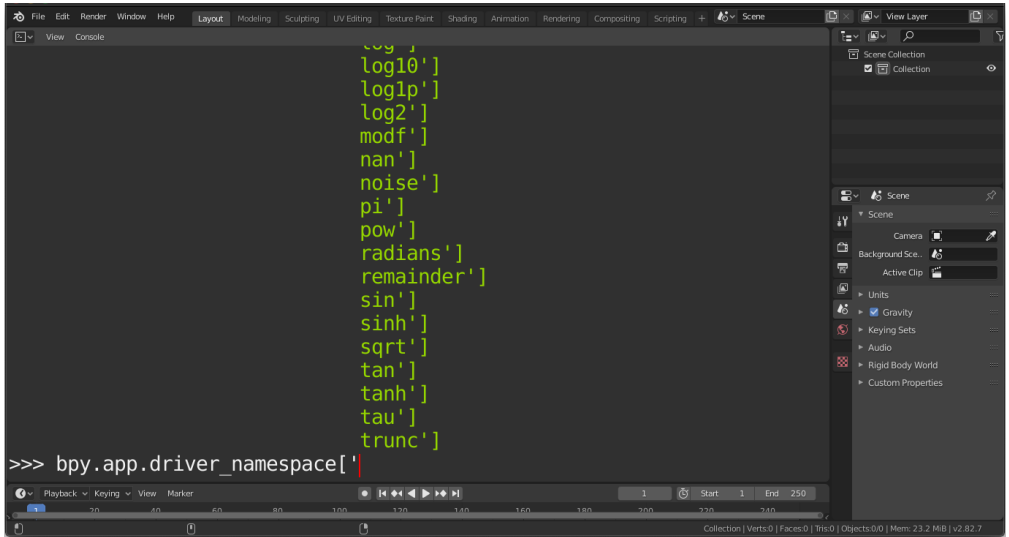 File Edit Render Window Help Layout Modeling Sculpting UV Editing Texture Paint Shading Animation Rendering Compositing Scripting + Scene View Layer
View Console
Scene Collection
Collection
log']
log10']
log1p']
log2']
modf']
nan']
noise']
pi']
pow']
radians']
remainder']
sin']
sinh']
sqrt']
tan']
tanh']
tau']
trunc']
>>> bpy.app.driver_namespace['
Scene
Scene
Camera
Background Sce..
Active Clip
Units
Gravity
Keying Sets
Audio
Rigid Body World
Custom Properties
Playback Keying View Marker 1 Start 1 End 250
1 20 40 60 80 100 120 140 160 180 200 220 240
Collection | Verts:0 | Faces:0 | Tris:0 | Objects:0/0 | Mem: 23.2 MiB | v2.82.7